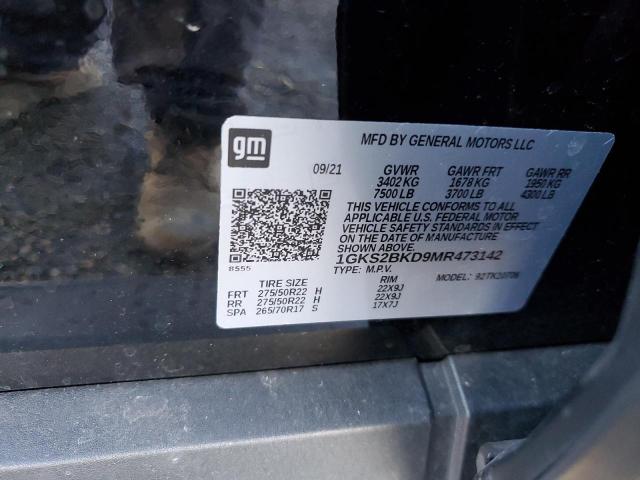 gm
MFD BY GENERAL MOTORS LLC
09/21 GVWR GAWR FRT GAWR RR
3402 KG 1678 KG 1950 KG
7500 LB 3700 LB 4300 LB
THIS VEHICLE CONFORMS TO ALL
APPLICABLE U.S. FEDERAL MOTOR
VEHICLE SAFETY STANDARDS IN EFFECT
ON THE DATE OF MANUFACTURE
SHOWN ABOVE.
1GKS2BKD9MR473142
8555
TYPE: M.P.V. MODEL:
TIRE SIZE RIM
FRT 275/50R22 H 22X9J
RR 275/50R22 H 22X9J
SPA 265/70R17 S 17X7J